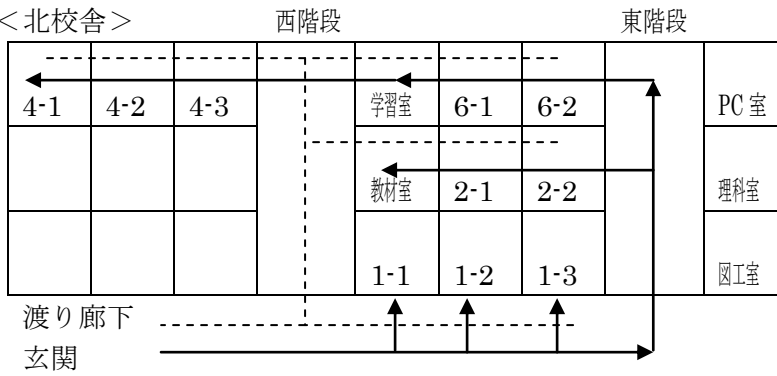 <北校舎> 西階段 東階段
4-1 4-2 4-3 学習室 6-1 6-2 PC室
教材室 2-1 2-2 理科室
1-1 1-2 1-3 図工室
渡り廊下
玄関